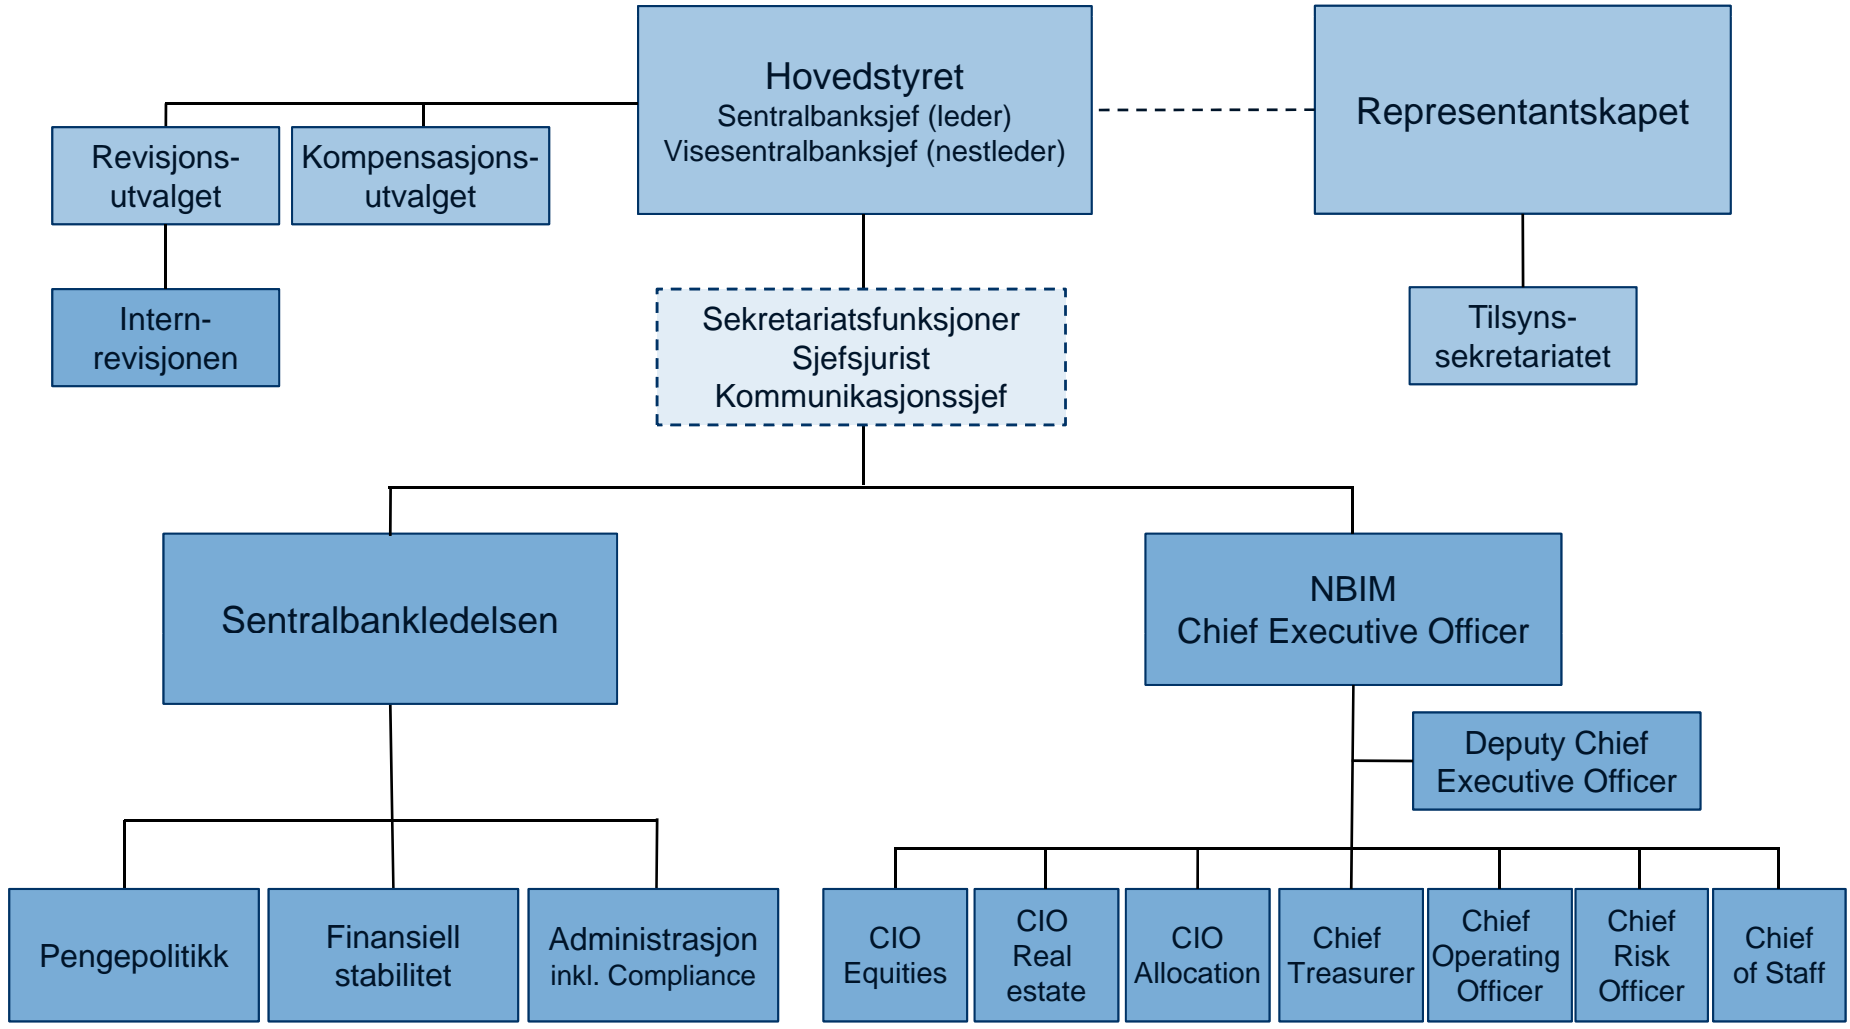 Hovedstyret
Sentralbanksjef (leder)
Visesentralbanksjef (nestleder)
Representantskapet
Revisjons-
utvalget
Kompensasjons-
utvalget
Intern-
revisjonen
Sekretariatsfunksjoner
Sjefsjurist
Kommunikasjonssjef
Tilsyns-
sekretariatet
Sentralbankledelsen
NBIM
Chief Executive Officer
Deputy Chief
Executive Officer
Pengepolitikk
Finansiell
stabilitet
Administrasjon
inkl. Compliance
CIO
Equities
CIO
Real
estate
CIO
Allocation
Chief
Treasurer
Chief
Operating
Officer
Chief
Risk
Officer
Chief
of Staff